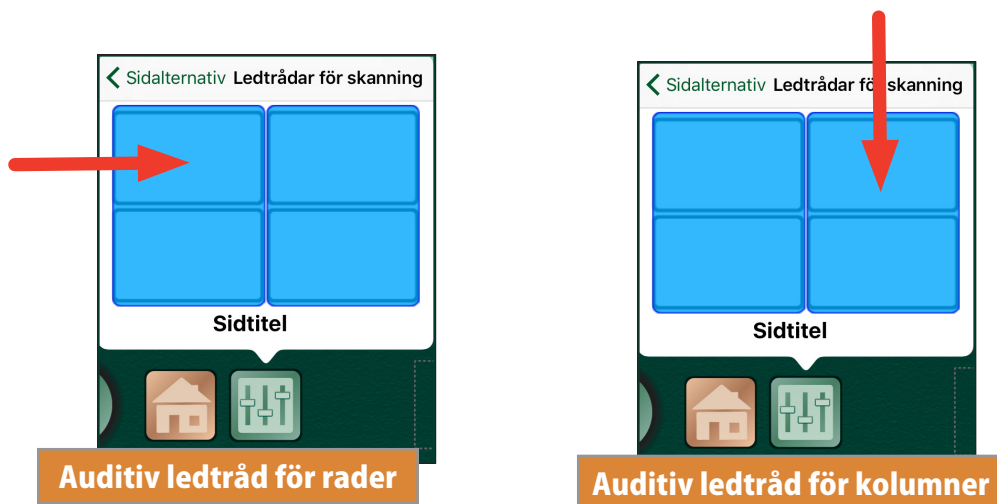 Sidalternativ Ledtrådar för skanning
Sidtitel
Auditiv ledtråd för rader
Sidalternativ Ledtrådar för skanning
Sidtitel
Auditiv ledtråd för kolumner